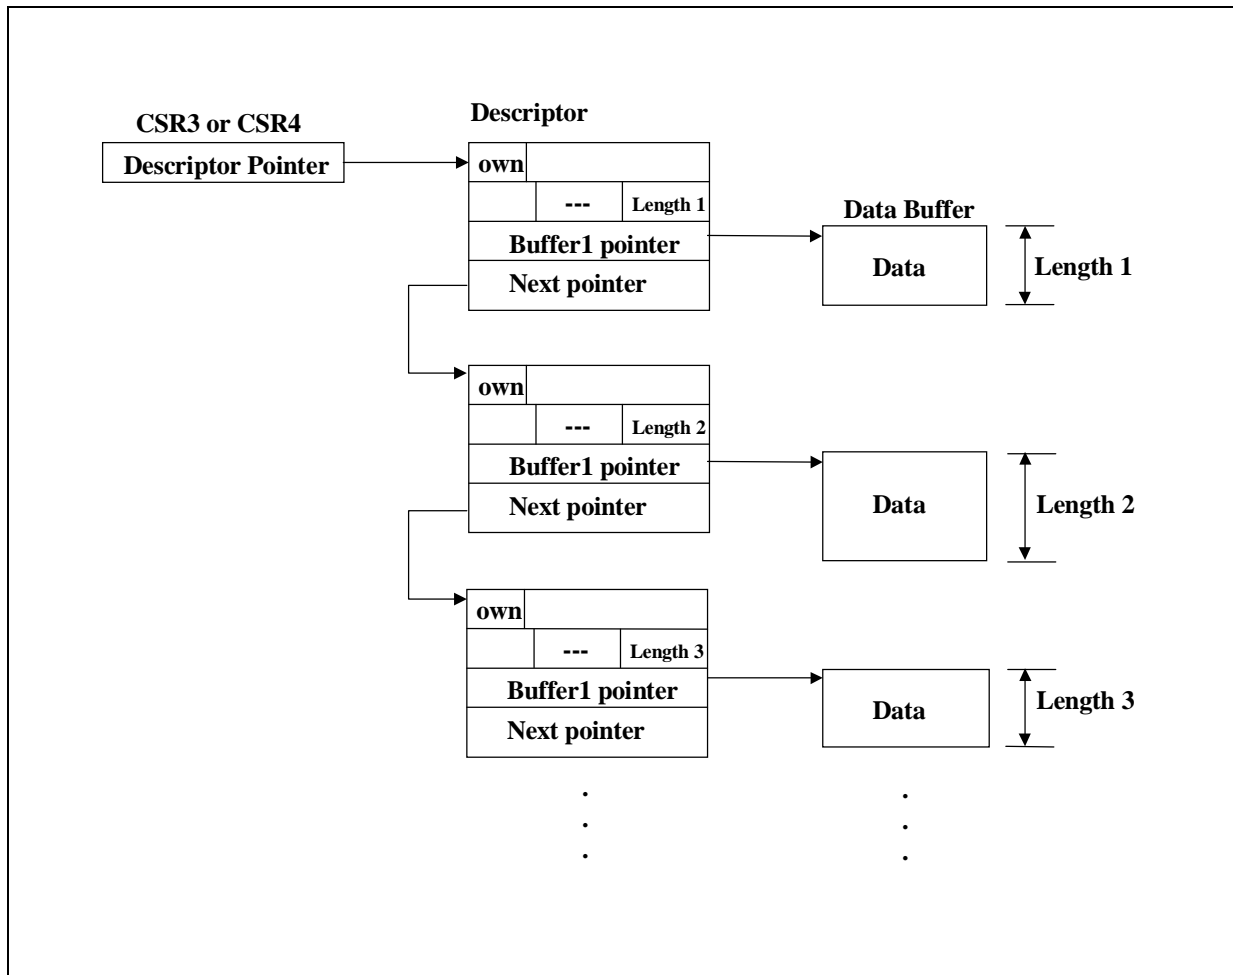 CSR3 or CSR4
Descriptor Pointer
Descriptor
own
--- Length 1
Buffer1 pointer
Next pointer
Data Buffer
Data
Length 1
own
--- Length 2
Buffer1 pointer
Next pointer
Data
Length 2
own
--- Length 3
Buffer1 pointer
Next pointer
Data
Length 3
.
.
.
.
.
.